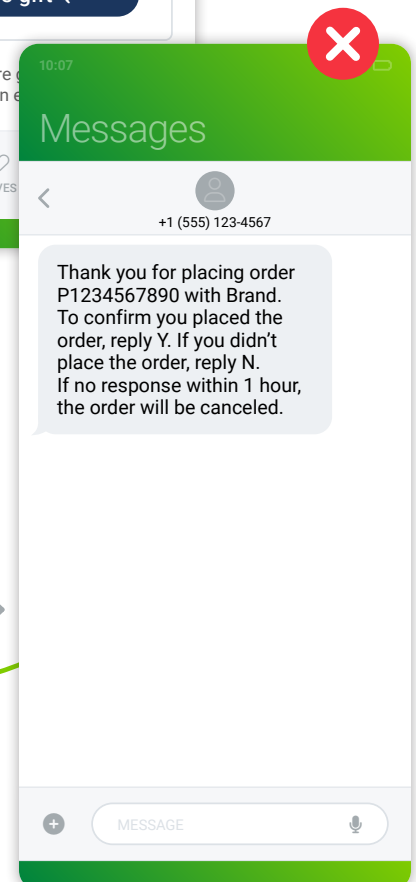 10:07
Messages
+1 (555) 123-4567
Thank you for placing order
P1234567890 with Brand.
To confirm you placed the
order, reply Y. If you didn’t
place the order, reply N.
If no response within 1 hour,
the order will be canceled.
MESSAGE